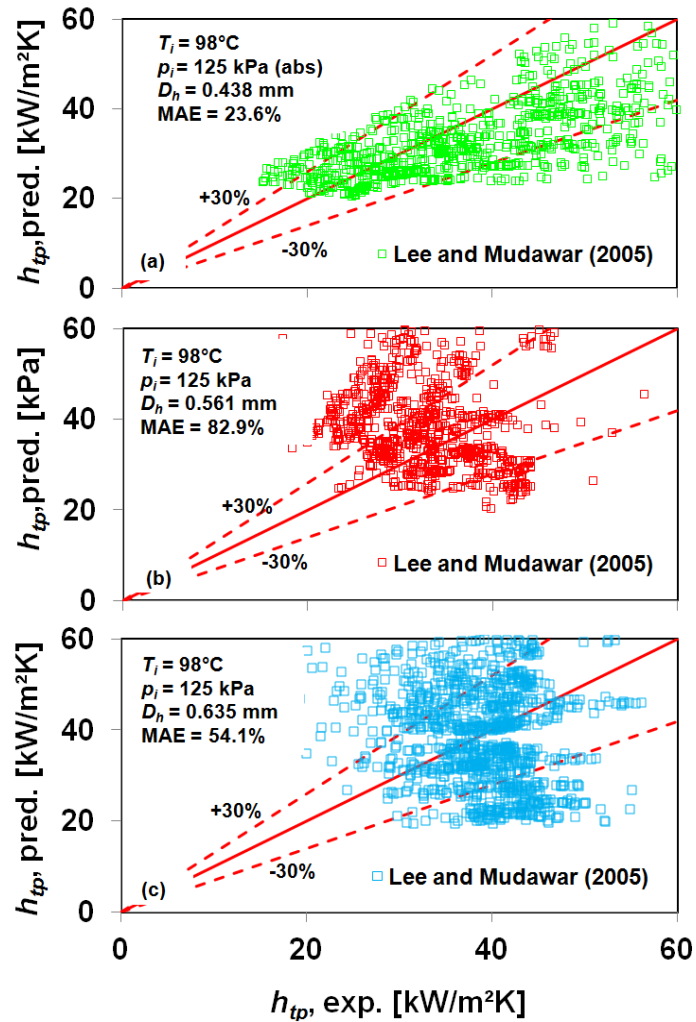 60
40
20
0
h_tp, pred. [kW/m²K]
T_i = 98°C
p_i = 125 kPa (abs)
D_h = 0.438 mm
MAE = 23.6%
+30%
-30%
(a)
Lee and Mudawar (2005)
60
40
20
0
h_tp, pred. [kPa]
T_i = 98°C
p_i = 125 kPa
D_h = 0.561 mm
MAE = 82.9%
+30%
-30%
(b)
Lee and Mudawar (2005)
60
40
20
0
h_tp, pred. [kW/m²K]
T_i = 98°C
p_i = 125 kPa
D_h = 0.635 mm
MAE = 54.1%
+30%
-30%
(c)
Lee and Mudawar (2005)
0 20 40 60
h_tp, exp. [kW/m²K]